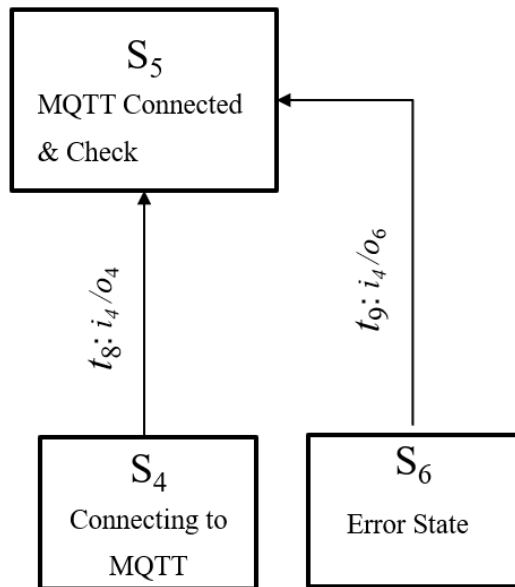 S₅
MQTT Connected
& Check
t₈: i₄/o₄
t₉: i₄/o₆
S₄
Connecting to
MQTT
S₆
Error State